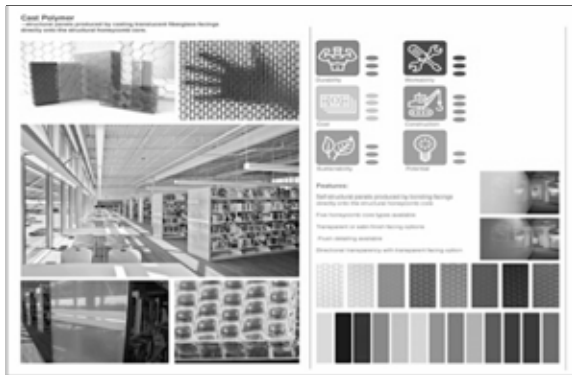 Cast Polymer
-structural panels produced by casting translucent fiberglass facings
directly onto the structural honeycomb core.
Durability
Workability
Cost
Construction
Sustainability
Potential
Features:
Self-structural panels produced by bonding facings
directly onto the structural honeycomb core
Five honeycomb core types available
Transparent or satin finish facing options
Flush detailing available
Directional transparency with transparent facing option